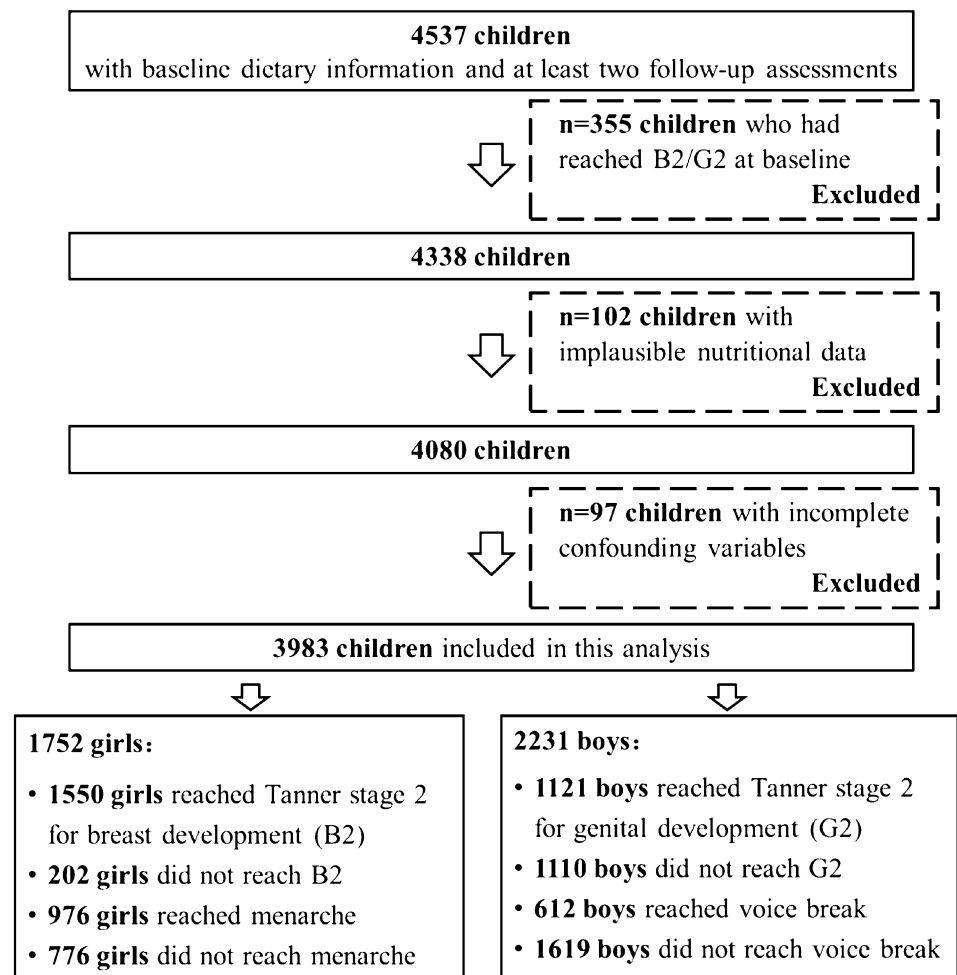 4537 children
with baseline dietary information and at least two follow-up assessments
n=355 children who had
reached B2/G2 at baseline
Excluded
4338 children
n=102 children with
implausible nutritional data
Excluded
4080 children
n=97 children with incomplete
confounding variables
Excluded
3983 children included in this analysis
1752 girls：
• 1550 girls reached Tanner stage 2
for breast development (B2)
• 202 girls did not reach B2
• 976 girls reached menarche
• 776 girls did not reach menarche
2231 boys：
• 1121 boys reached Tanner stage 2
for genital development (G2)
• 1110 boys did not reach G2
• 612 boys reached voice break
• 1619 boys did not reach voice break